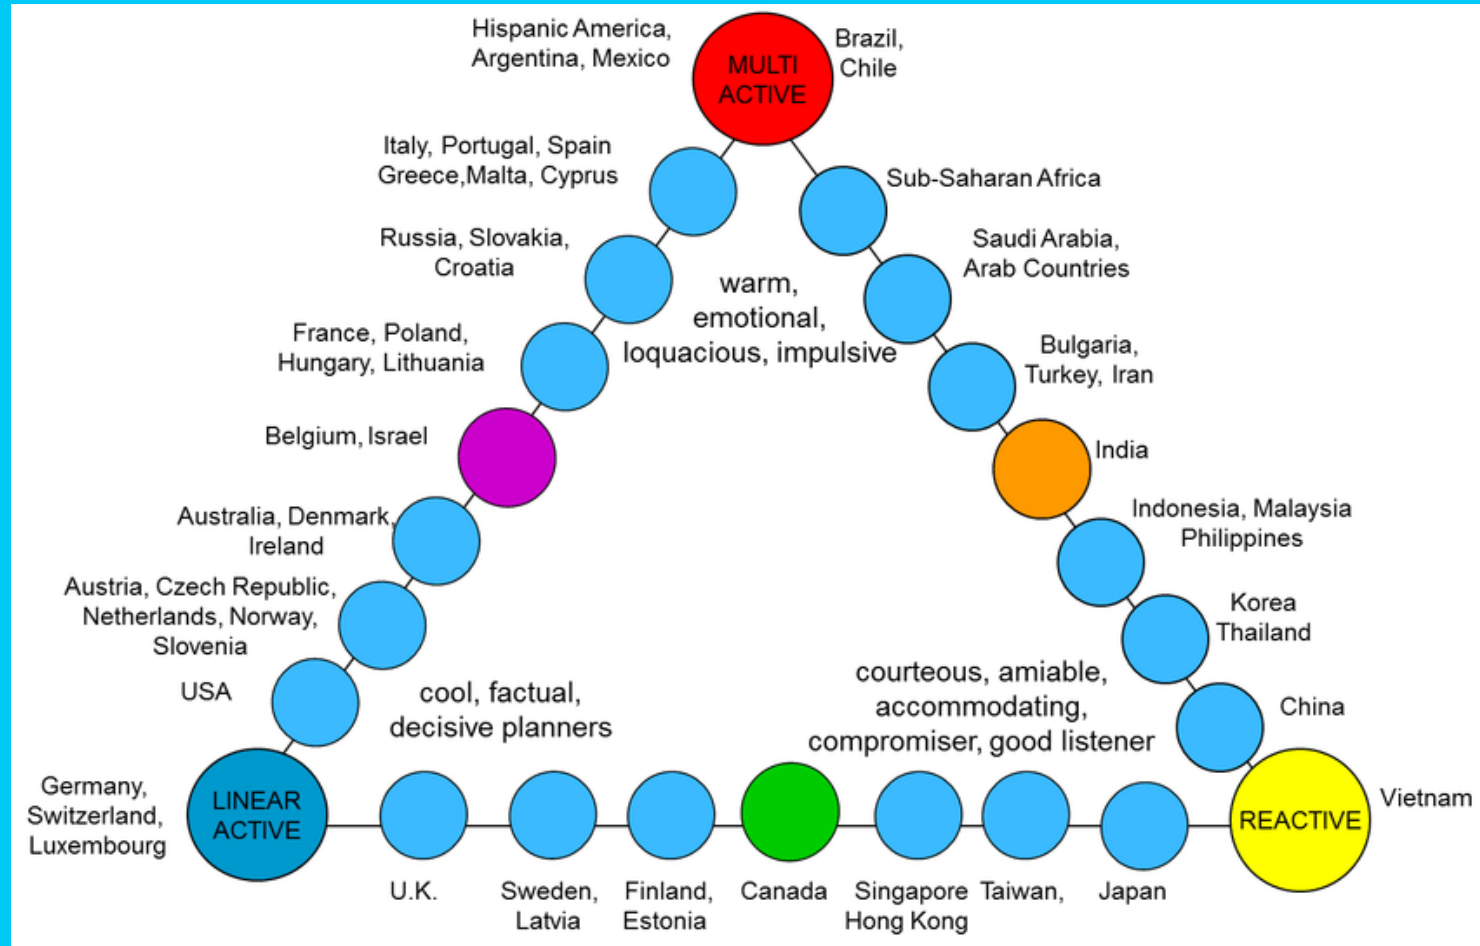 Hispanic America,
Argentina, Mexico
MULTI
ACTIVE
Brazil,
Chile
Italy, Portugal, Spain
Greece,Malta, Cyprus
Sub-Saharan Africa
Russia, Slovakia,
Croatia
Saudi Arabia,
Arab Countries
warm,
emotional,
loquacious, impulsive
France, Poland,
Hungary, Lithuania
Bulgaria,
Turkey, Iran
Belgium, Israel
India
Australia, Denmark,
Ireland
Indonesia, Malaysia
Philippines
Austria, Czech Republic,
Netherlands, Norway,
Slovenia
Korea
Thailand
USA
cool, factual,
decisive planners
courteous, amiable,
accommodating,
compromiser, good listener
China
Germany,
Switzerland,
Luxembourg
LINEAR
ACTIVE
REACTIVE
Vietnam
U.K.
Sweden,
Latvia
Finland,
Estonia
Canada
Singapore
Hong Kong
Taiwan,
Japan